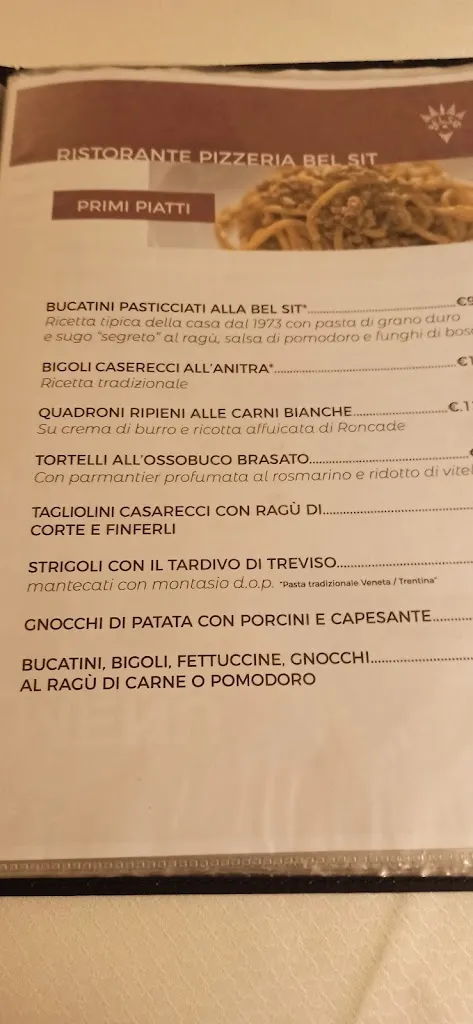 RISTORANTE PIZZERIA BEL SIT
PRIMI PIATTI
BUCATINI PASTICCIATI ALLA BEL SIT*.......................................€9
Ricetta tipica della casa dal 1973 con pasta di grano duro
e sugo "segreto" al ragù, salsa di pomodoro e funghi di bosc
BIGOLI CASERECCI ALL'ANITRA*................................................€1
Ricetta tradizionale
QUADRONI RIPIENI ALLE CARNI BIANCHE........................€.1
Su crema di burro e ricotta affuicata di Roncade
TORTELLI ALL'OSSOBUCO BRASATO.......................................€
Con parmantier profumata al rosmarino e ridotto di vitel
TAGLIOLINI CASARECCI CON RAGÙ DI....................................
CORTE E FINFERLI
STRIGOLI CON IL TARDIVO DI TREVISO.................................
mantecati con montasio d.o.p. "Pasta tradizionale Veneta / Trentina"
GNOCCHI DI PATATA CON PORCINI E CAPESANTE..........
BUCATINI, BIGOLI, FETTUCCINE, GNOCCHI.........................
AL RAGÙ DI CARNE O POMODORO